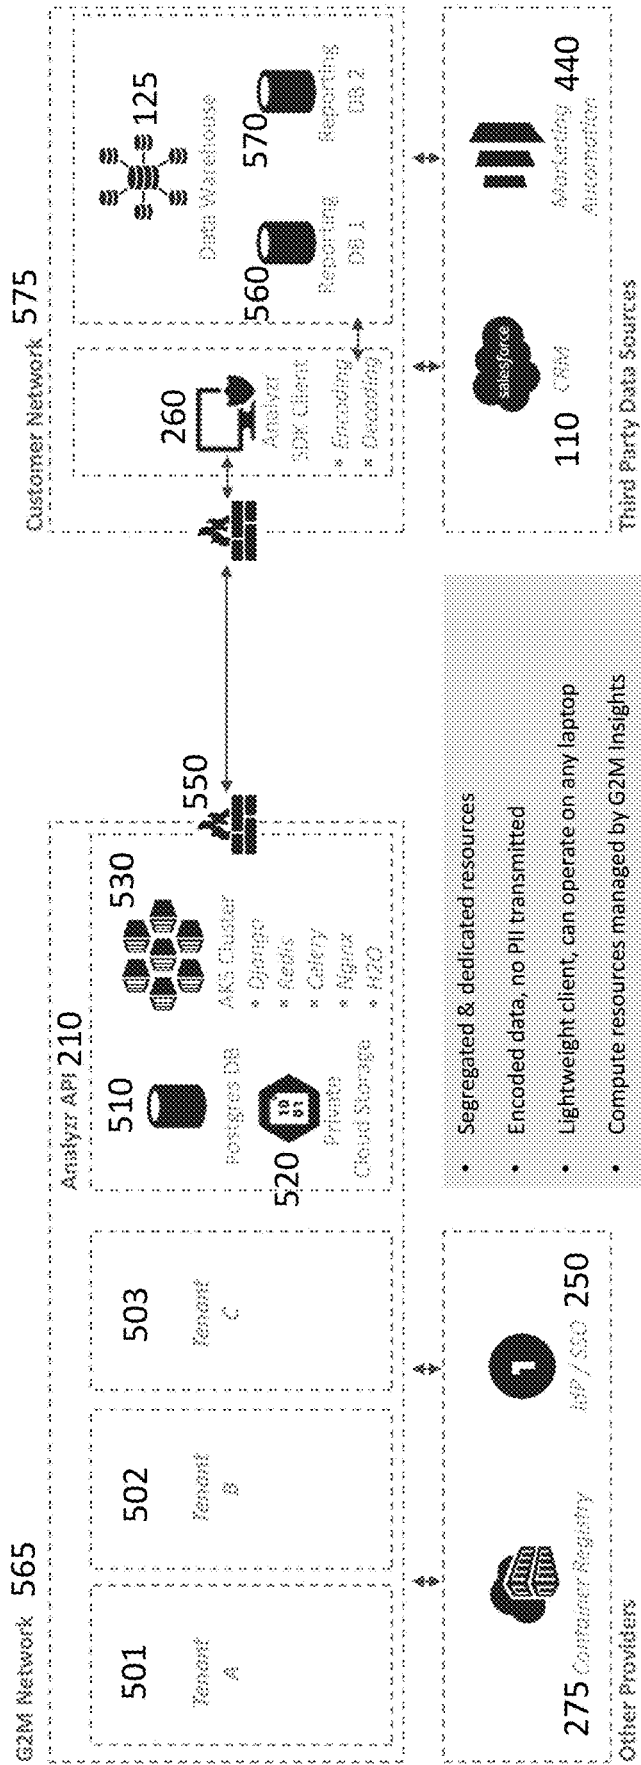 G2M Network 565
501
Tenant
A
502
Tenant
B
503
Tenant
C
Analyzr API 210
510
Postgres DB
520
10
01
Private
Cloud Storage
530
AKS Cluster
• Django
• Redis
• Celery
• Nginx
• H2O
550
Customer Network 575
260
Analyzr
SDK Client
• Encoding
• Decoding
125
Data Warehouse
560
Reporting
DB 1
570
Reporting
DB 2
275 Container Registry
1
IdP / SSO 250
Other Providers
• Segregated & dedicated resources
• Encoded data, no PII transmitted
• Lightweight client, can operate on any laptop
• Compute resources managed by G2M Insights
salesforce
110 CRM
Marketing 440
Automation
Third Party Data Sources